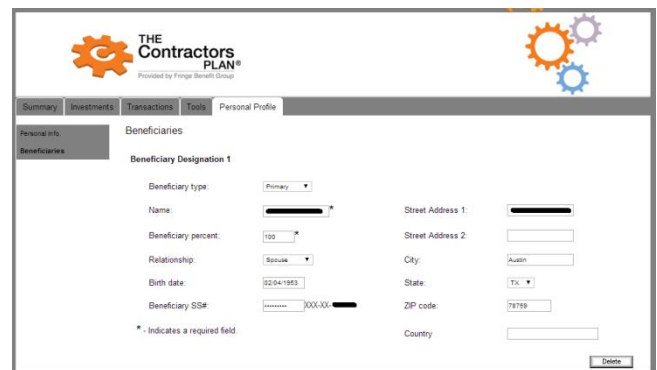 THE
Contractors
PLAN®
Provided by Fringe Benefit Group
Summary Investments Transactions Tools Personal Profile
Personal Info.
Beneficiaries
Beneficiaries
Beneficiary Designation 1
Beneficiary type: Primary
Name: *
Street Address 1:
Beneficiary percent: 100 *
Street Address 2:
Relationship: Spouse
City: Austin
Birth date: 02/04/1953
State: TX
Beneficiary SS#: ......... XXX-XX-
ZIP code: 78759
* - Indicates a required field.
Country
Delete